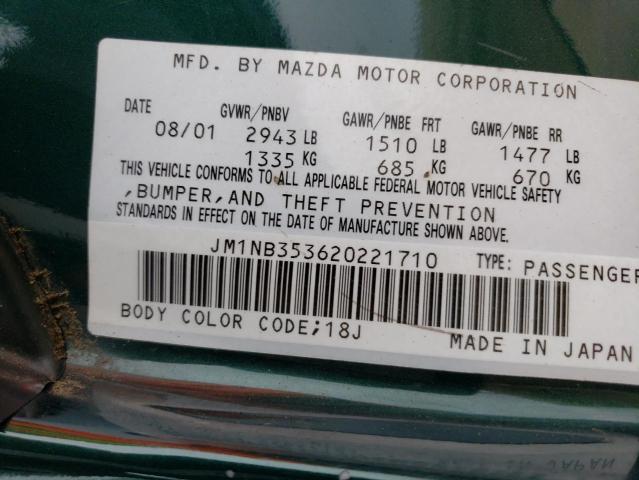 MFD. BY MAZDA MOTOR CORPORATION
DATE GVWR/PNBV GAWR/PNBE FRT GAWR/PNBE RR
08/01 2943 LB 1510 LB 1477 LB
1335 KG 685 KG 670 KG
THIS VEHICLE CONFORMS TO ALL APPLICABLE FEDERAL MOTOR VEHICLE SAFETY
,BUMPER,AND THEFT PREVENTION
STANDARDS IN EFFECT ON THE DATE OF MANUFACTURE SHOWN ABOVE.
JM1NB353620221710 TYPE: PASSENGER
BODY COLOR CODE;18J MADE IN JAPAN